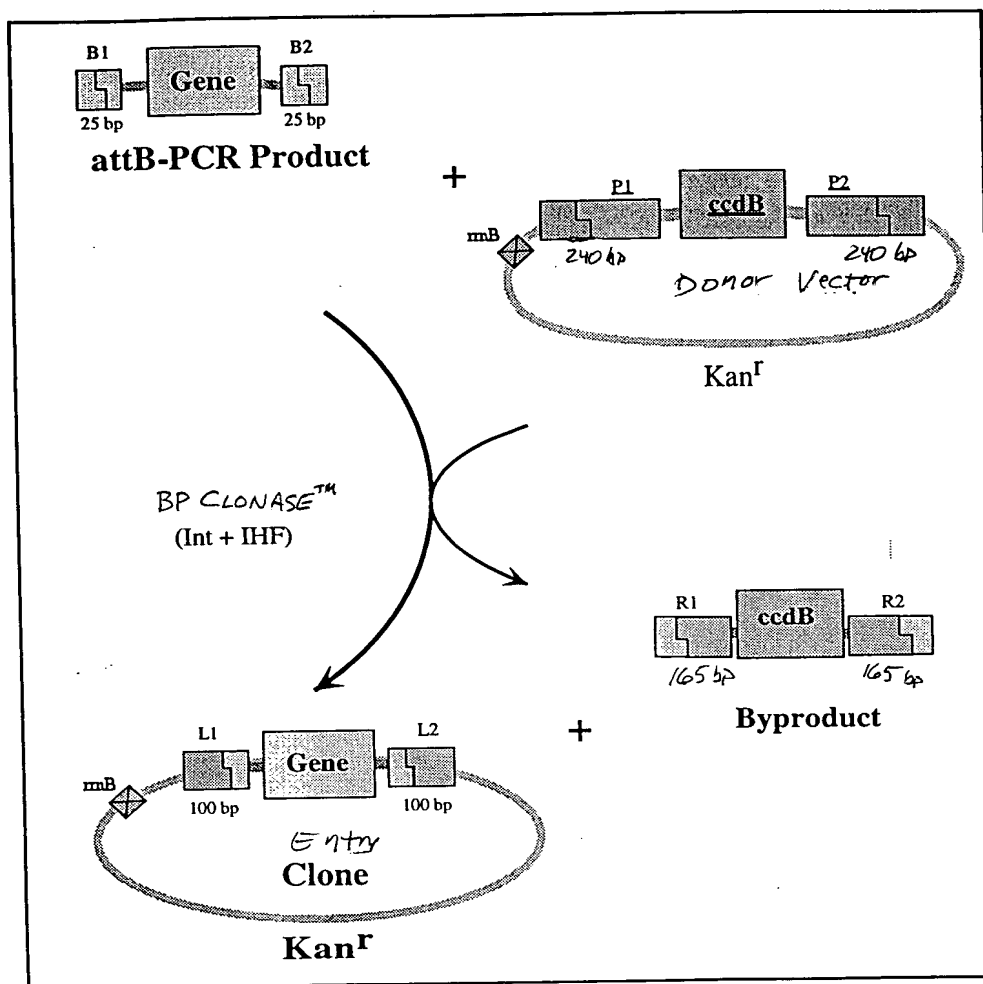 B1 B2
Gene
25 bp 25 bp
attB-PCR Product
+
P1 ccdB P2
rrnB
240 bp 240 bp
Donor Vector
Kanr
BP CLONASE™
(Int + IHF)
R1 ccdB R2
165 bp 165 bp
Byproduct
+
L1 L2
Gene
rrnB
100 bp 100 bp
Entry
Clone
Kanr